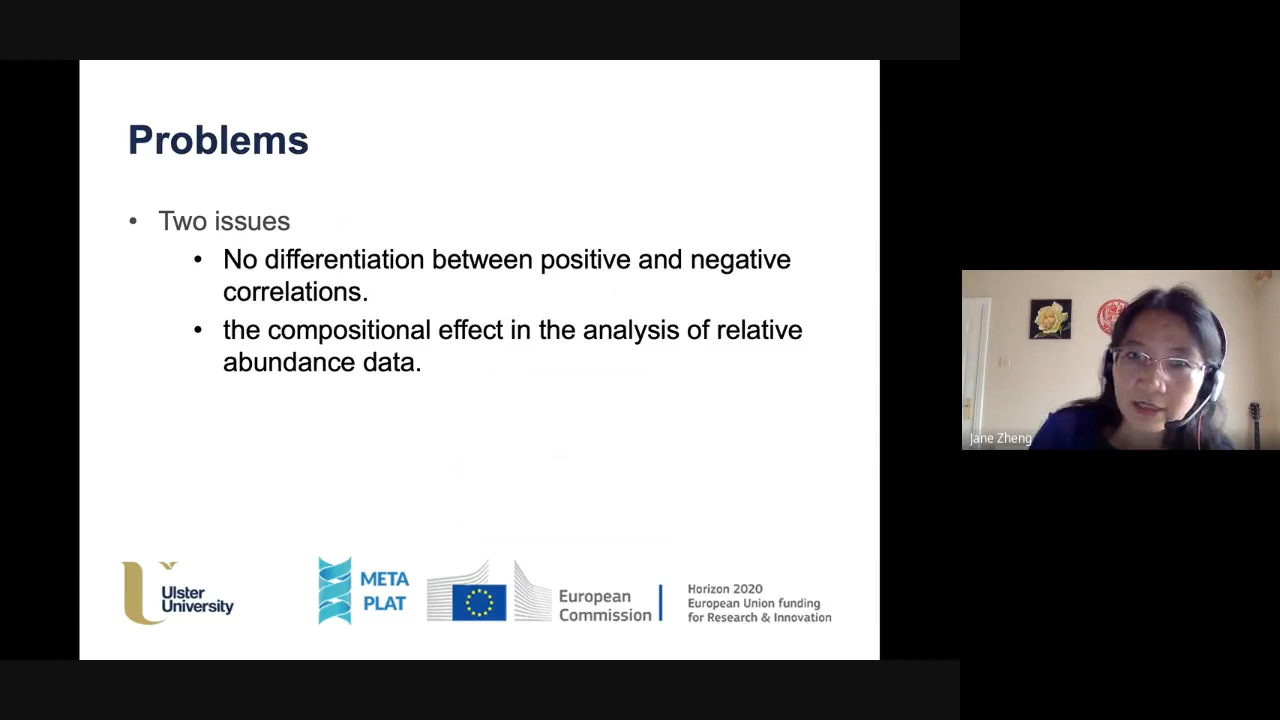 Problems
• Two issues
• No differentiation between positive and negative
correlations.
• the compositional effect in the analysis of relative
abundance data.
Ulster
University
META
PLAT
European
Commission
Horizon 2020
European Union funding
for Research & Innovation
Jane Zheng